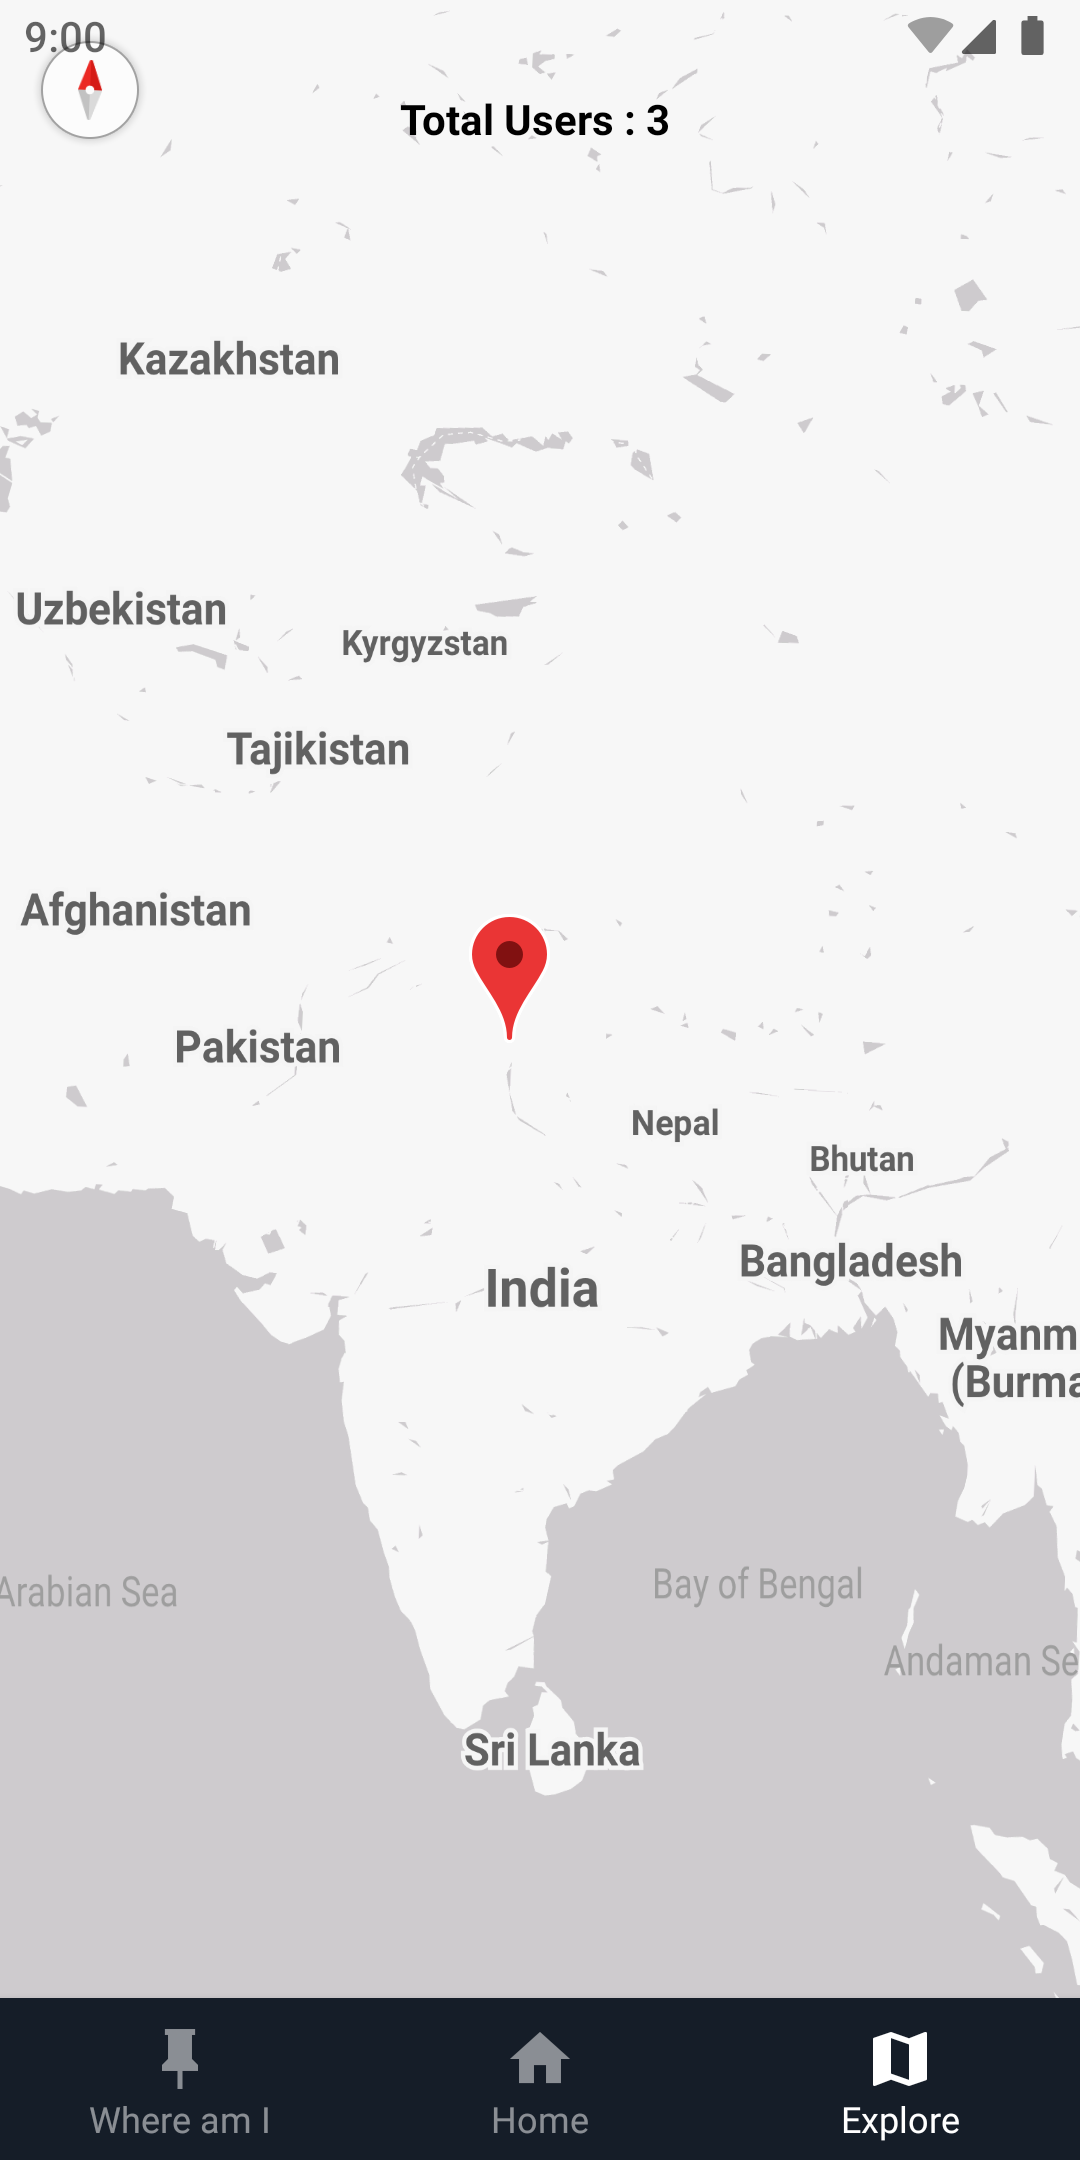 9:00
Total Users : 3
Kazakhstan
Uzbekistan
Kyrgyzstan
Tajikistan
Afghanistan
Pakistan
Nepal
Bhutan
Bangladesh
India
Myanm
(Burma
Arabian Sea
Bay of Bengal
Andaman Se
Sri Lanka
Where am I
Home
Explore